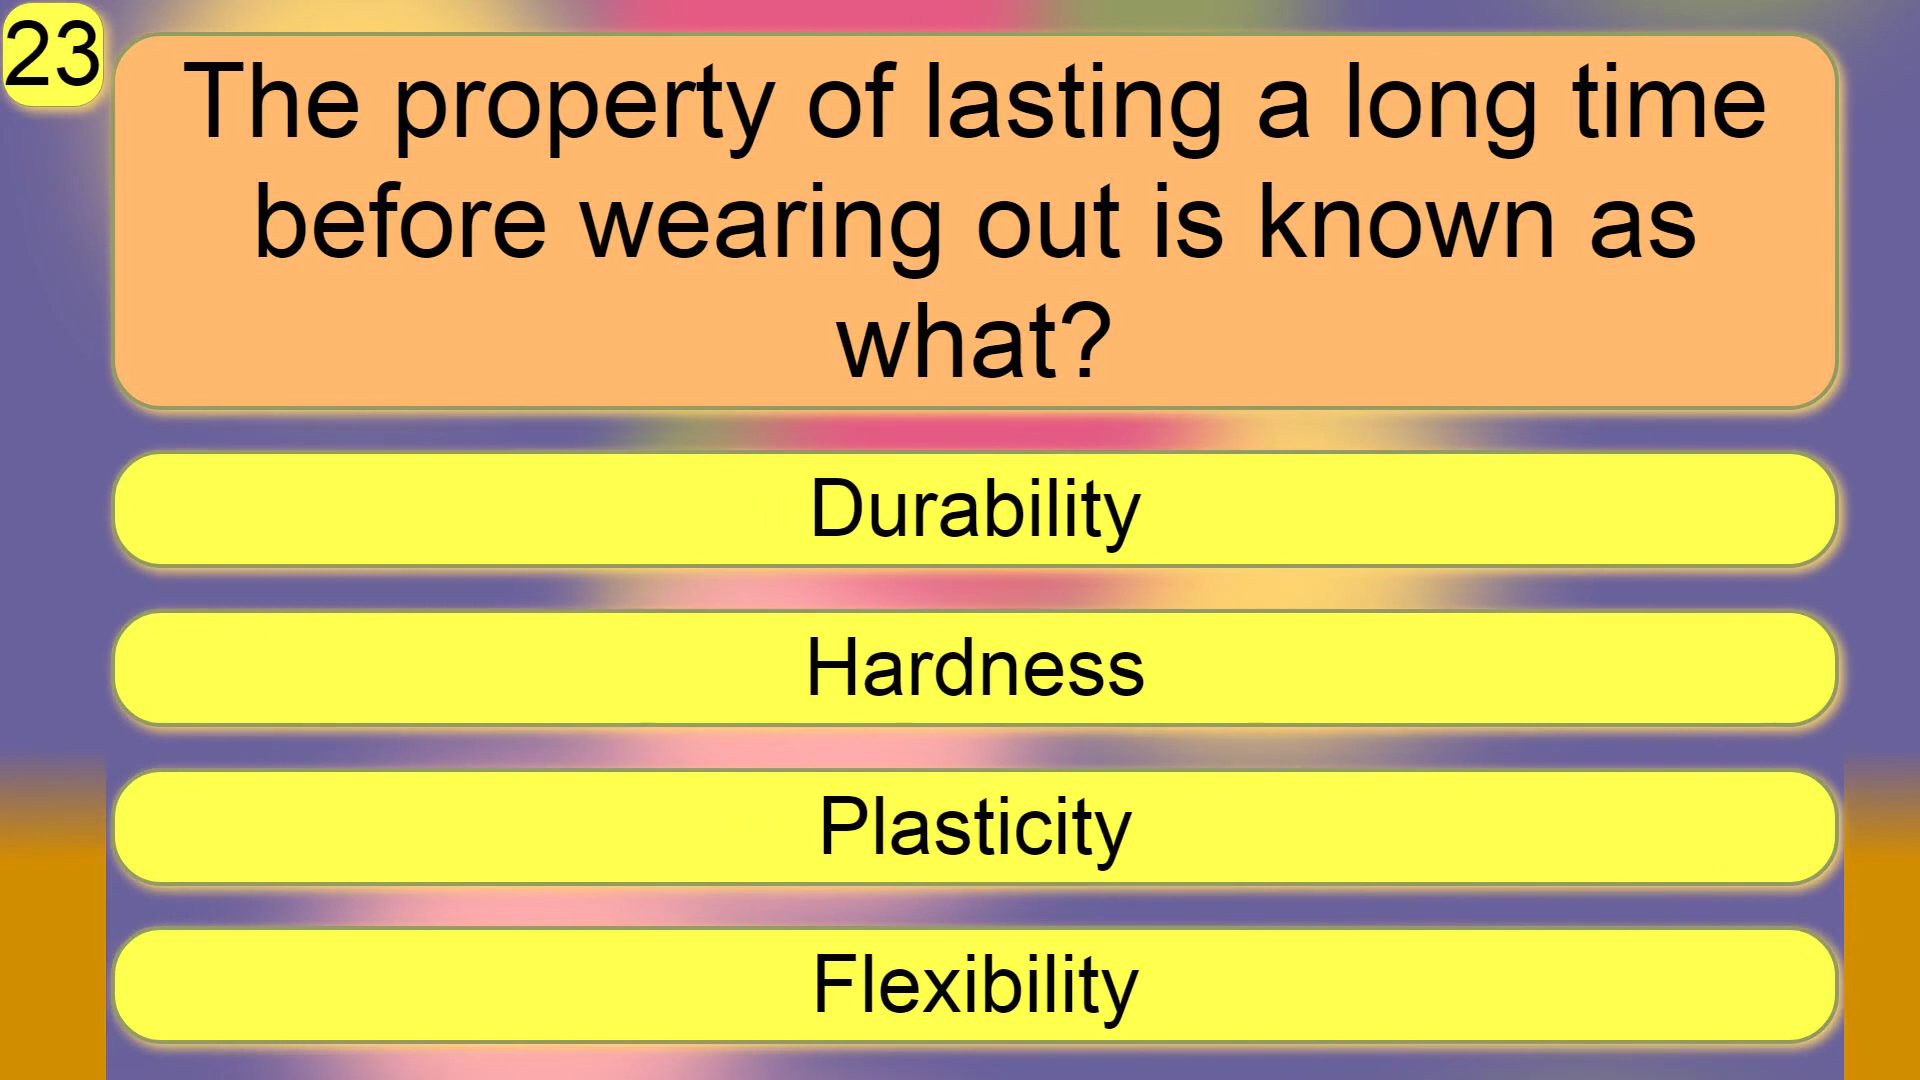 23
The property of lasting a long time
before wearing out is known as
what?
Durability
Hardness
Plasticity
Flexibility